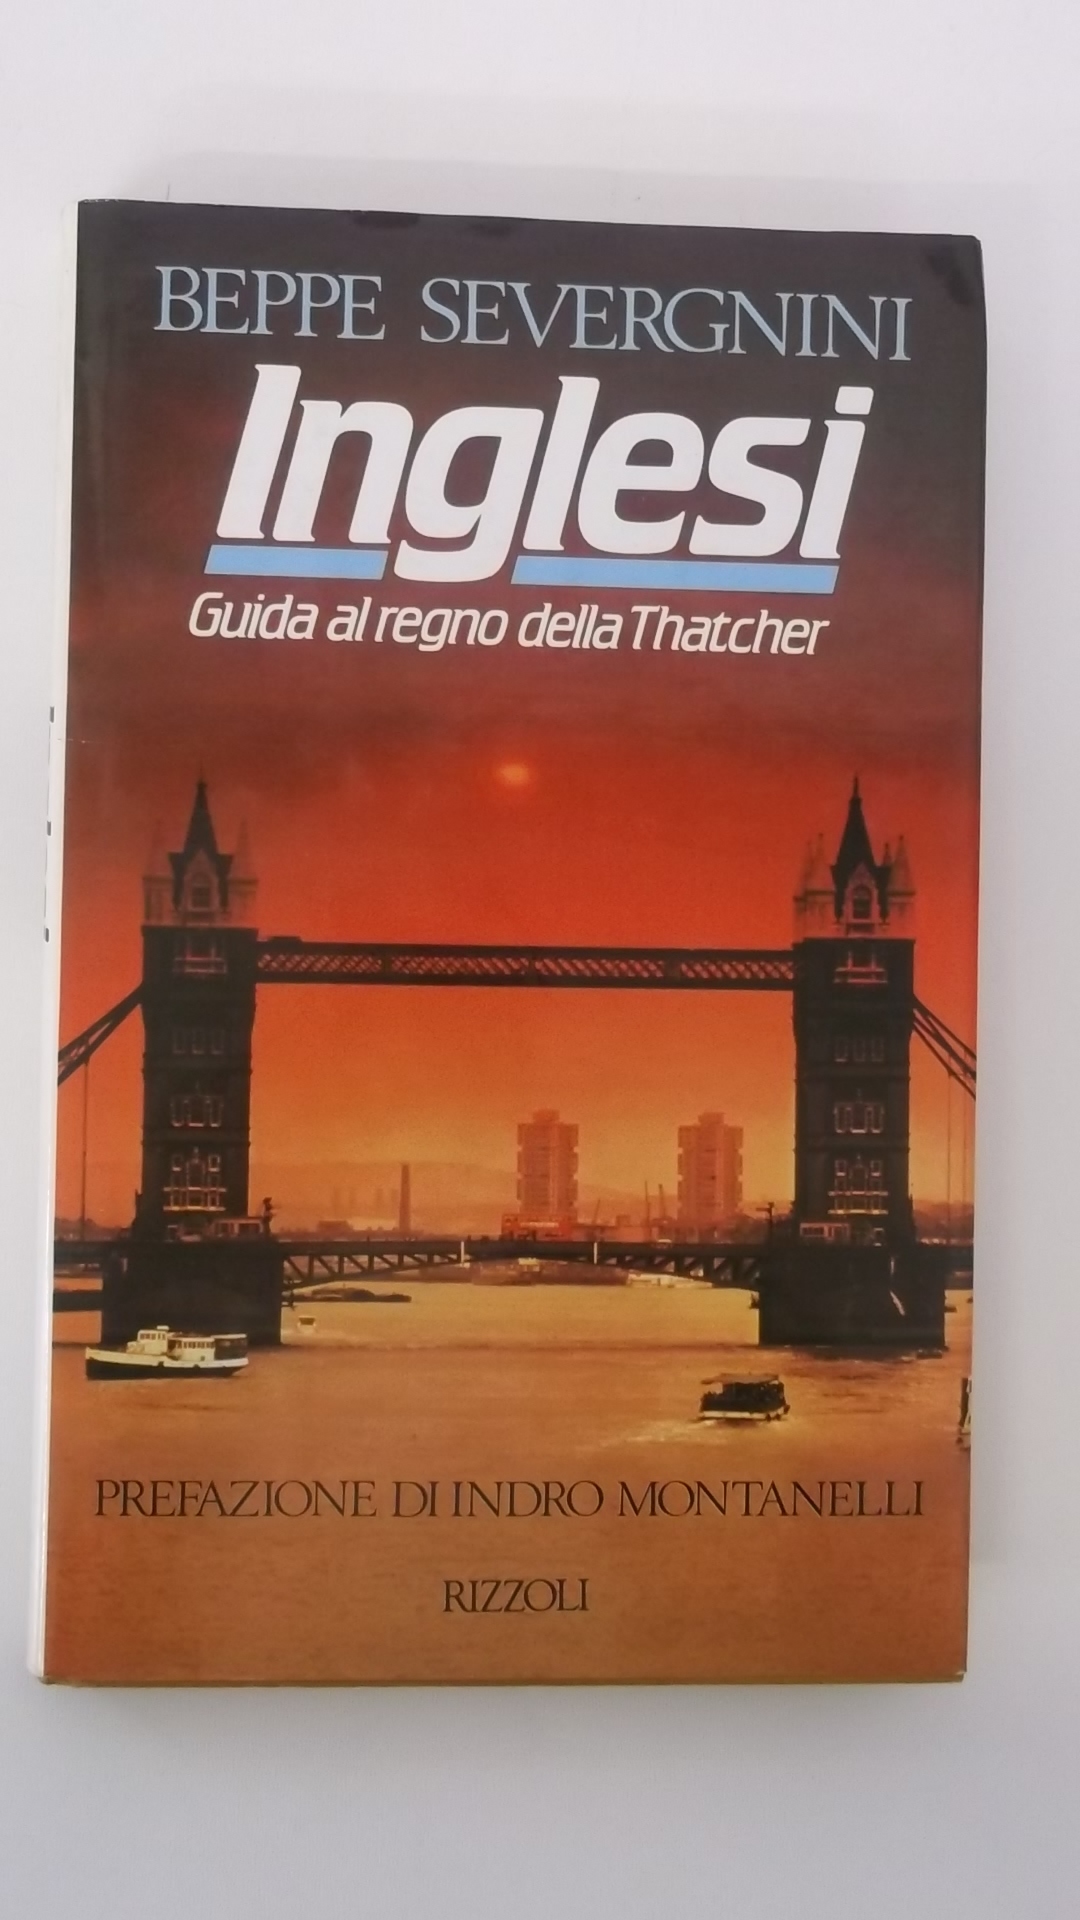 BEPPE SEVERGNINI
Inglesi
Guida al regno della Thatcher
PREFAZIONE DI INDRO MONTANELLI
RIZZOLI